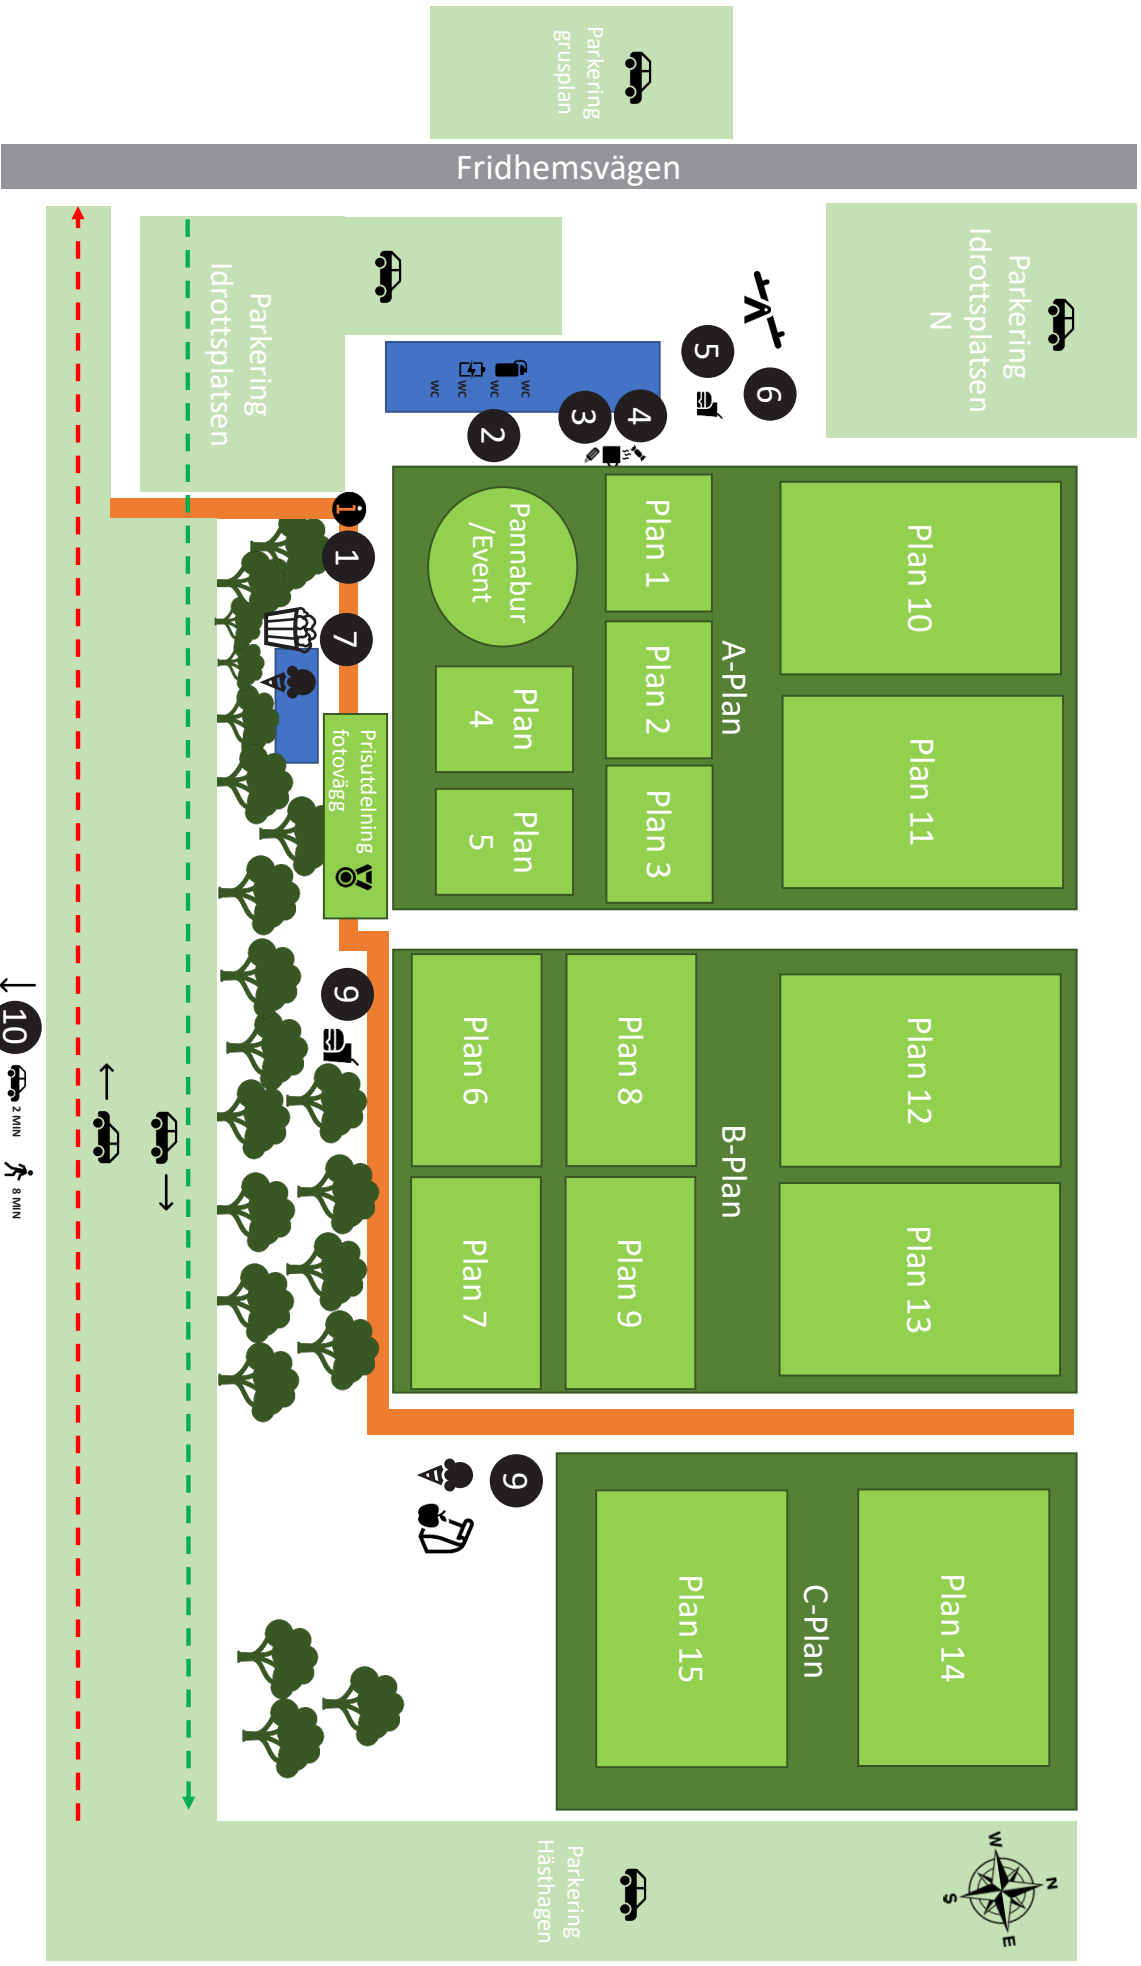 Parkering
grusplan
Fridhemsvägen
Parkering
Idrottsplatsen
N
Parkering
Idrottsplatsen
WC
WC
WC
WC
6
5
4
3
2
1
1
7
Plan 10
Plan 11
A-Plan
Plan 1
Plan 2
Plan 3
Pannabur
/Event
Plan
4
Plan
5
Prisutdelning
fotovägg
9
Plan 12
Plan 13
B-Plan
Plan 8
Plan 9
Plan 6
Plan 7
10
2 MIN
8 MIN
9
Plan 14
C-Plan
Plan 15
Parkering
Hästhagen
N
W
E
S